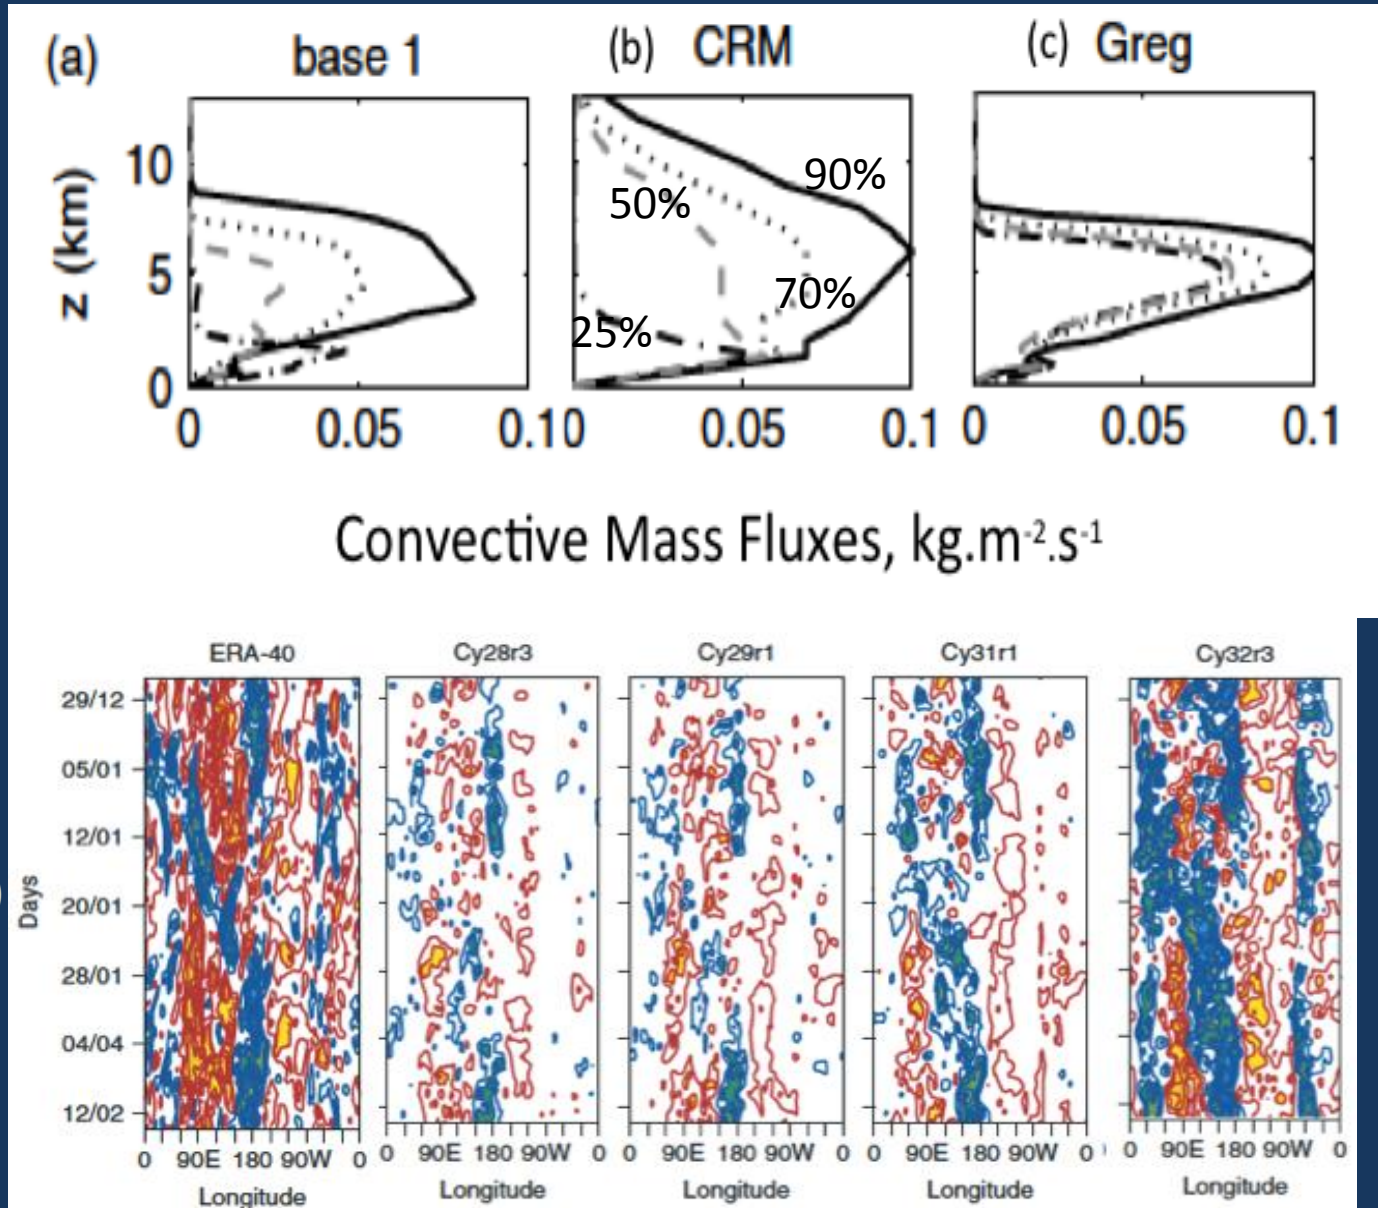 (a) base 1 (b) CRM (c) Greg
z (km)
10
5
0
90%
50%
70%
25%
0 0.05 0.10 0.05 0.1 0 0.05 0.1
Convective Mass Fluxes, kg.m-2.s-1
ERA-40 Cy28r3 Cy29r1 Cy31r1 Cy32r3
Days
29/12
05/01
12/01
20/01
28/01
04/04
12/02
0 90E 180 90W 0 0 90E 180 90W 0 0 90E 180 90W 0 0 90E 180 90W 0 0 90E 180 90W 0
Longitude Longitude Longitude Longitude Longitude